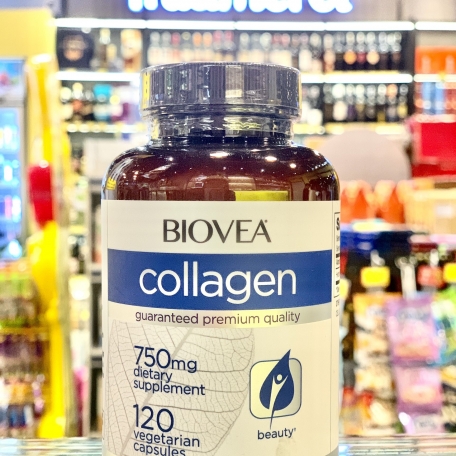 BIOVEA
collagen
guaranteed premium quality
750mg
dietary
supplement
120
vegetarian
capsules
beauty